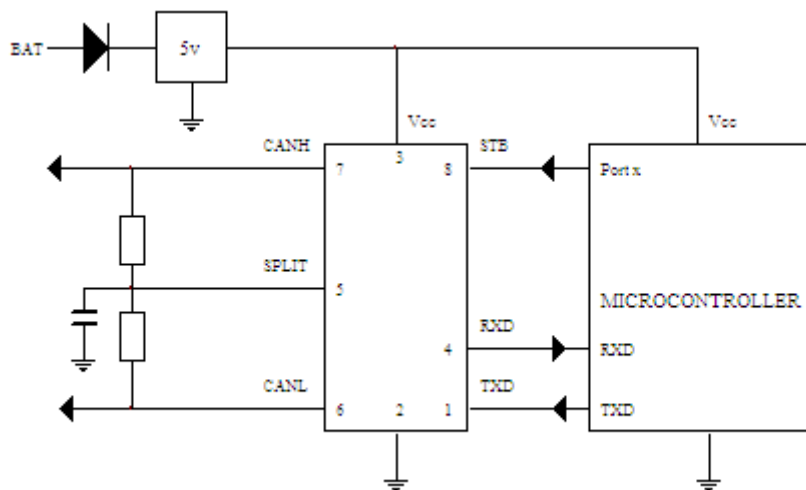 BAT
5v
Vcc
Vcc
CANH
STB
7
3
8
Port x
SPLIT
5
MICROCONTROLLER
RXD
4
RXD
CANL
TXD
6
2
1
TXD